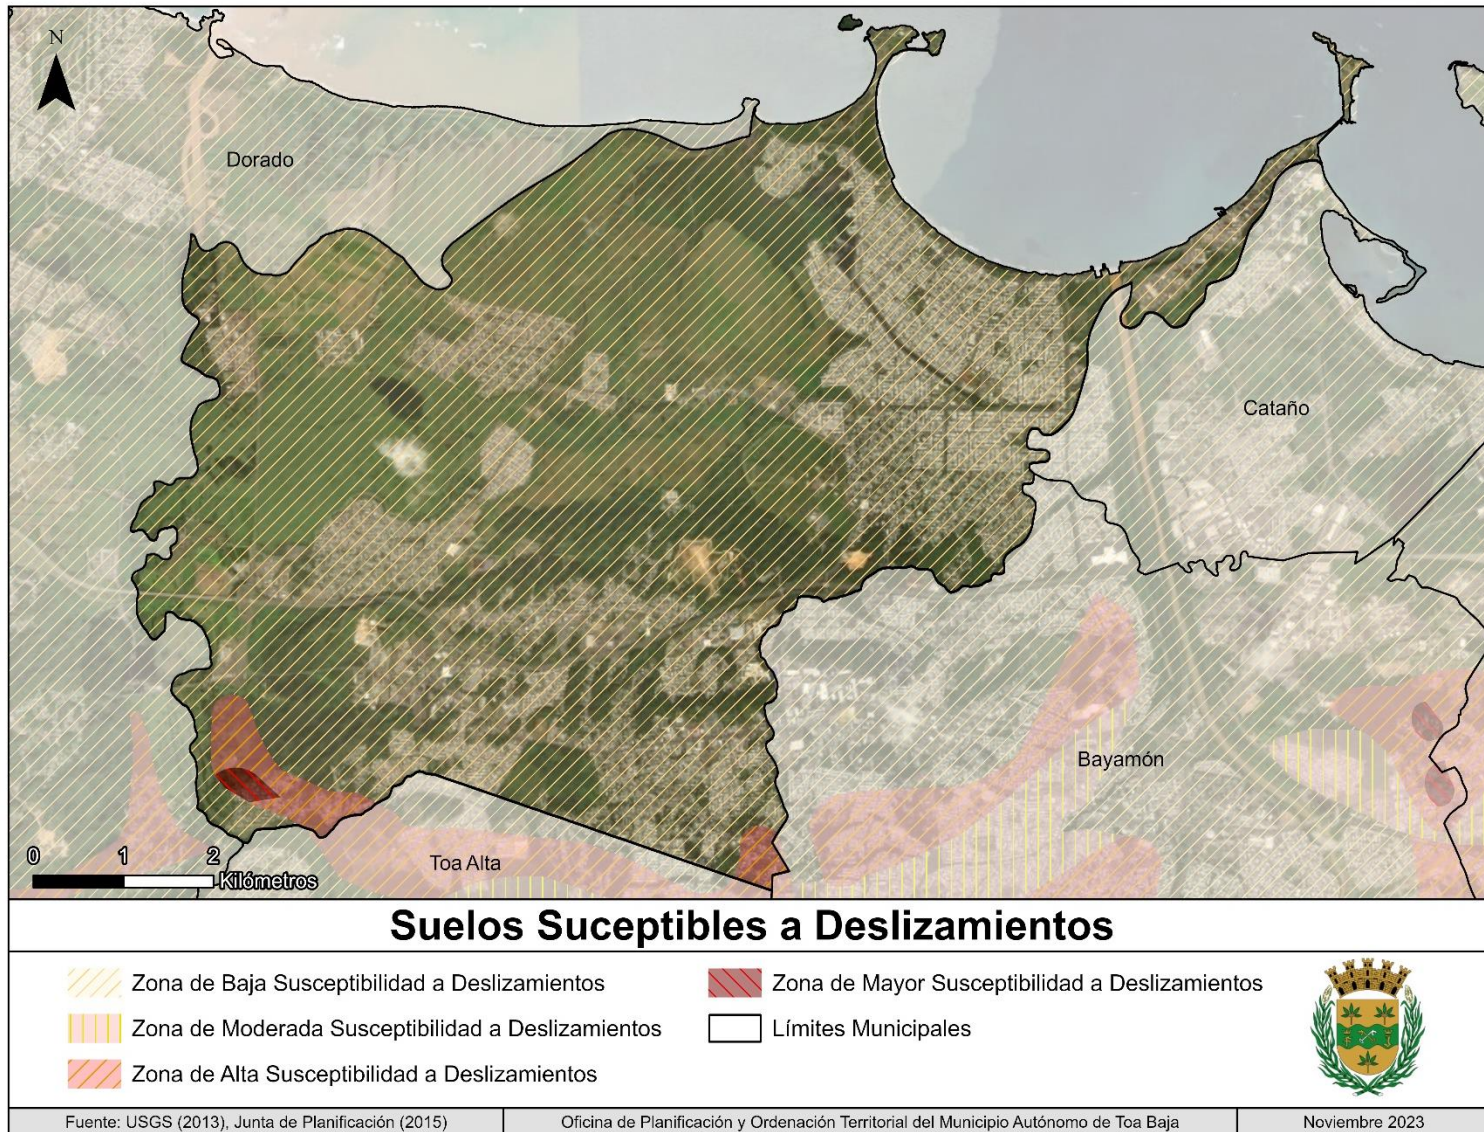 N
Dorado
Cataño
Bayamón
Toa Alta
0 1 2
Kilómetros
Suelos Suceptibles a Deslizamientos
Zona de Baja Susceptibilidad a Deslizamientos
Zona de Moderada Susceptibilidad a Deslizamientos
Zona de Alta Susceptibilidad a Deslizamientos
Zona de Mayor Susceptibilidad a Deslizamientos
Límites Municipales
Fuente: USGS (2013), Junta de Planificación (2015)
Oficina de Planificación y Ordenación Territorial del Municipio Autónomo de Toa Baja
Noviembre 2023